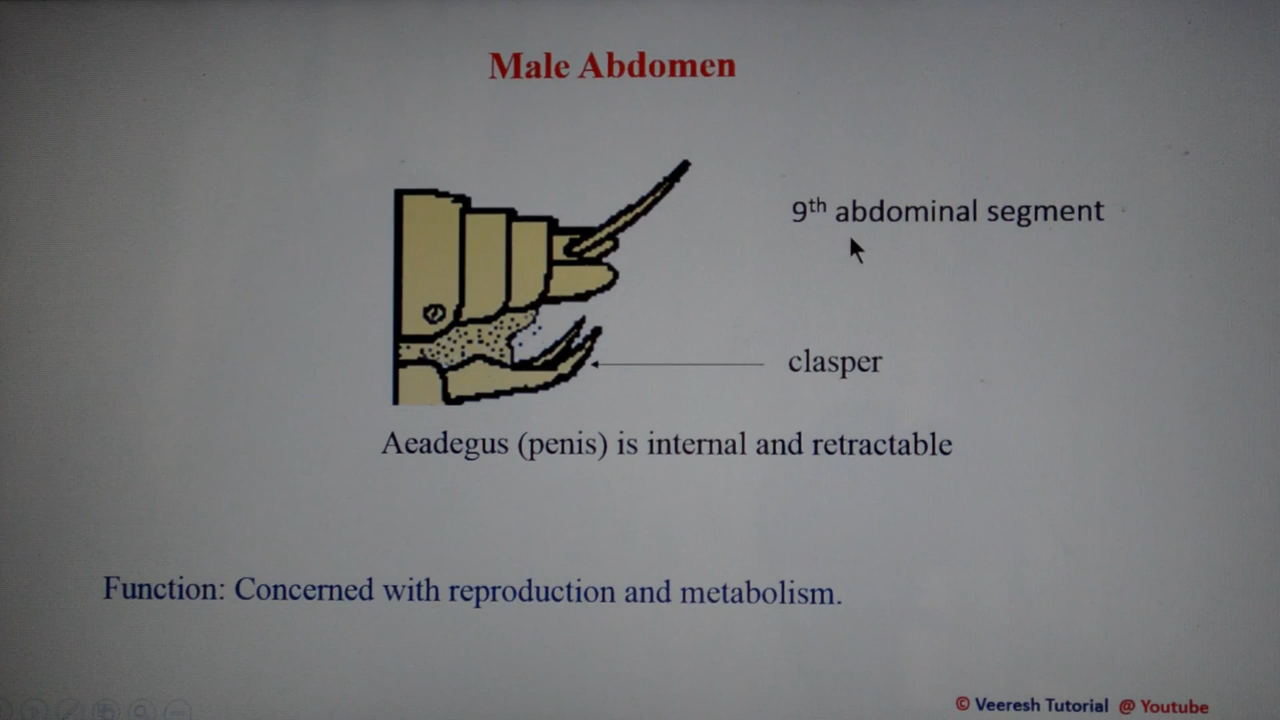 Male Abdomen
9th abdominal segment
clasper
Aeadegus (penis) is internal and retractable
Function: Concerned with reproduction and metabolism.
© Veeresh Tutorial @ Youtube